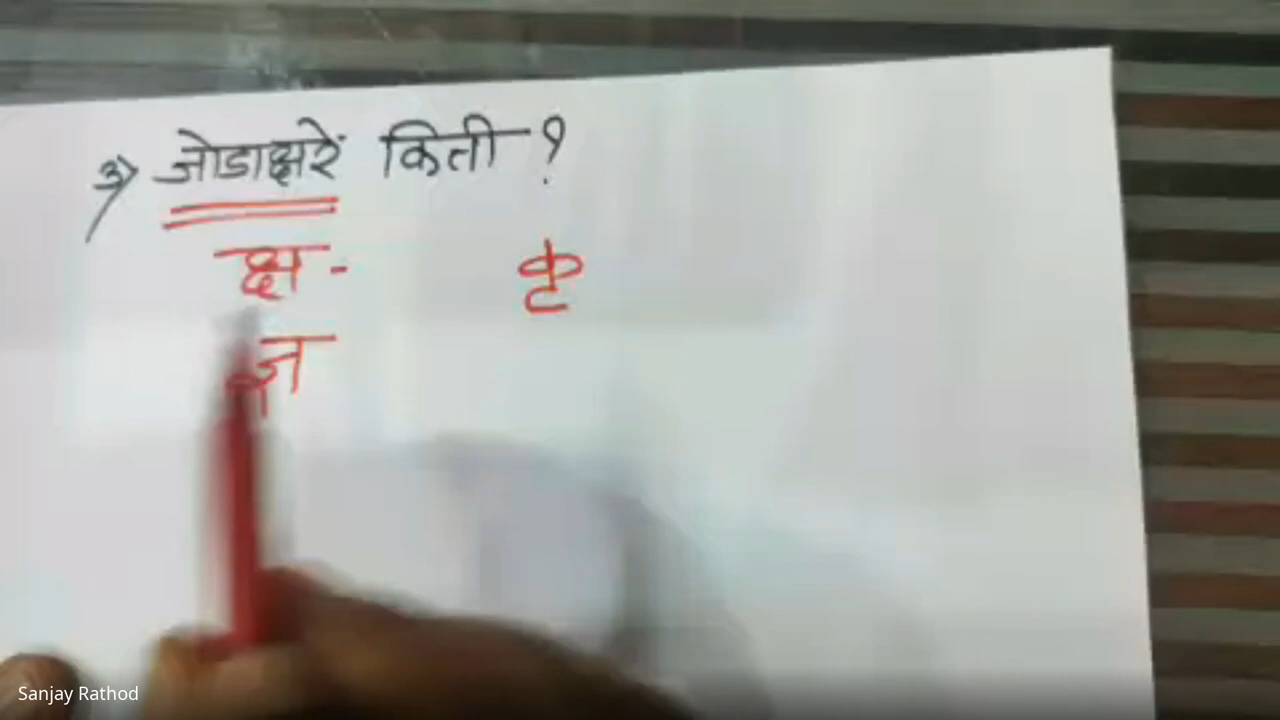 ३) जोडाक्षरें किती ?
क्ष - कृ
ज्ञ
Sanjay Rathod